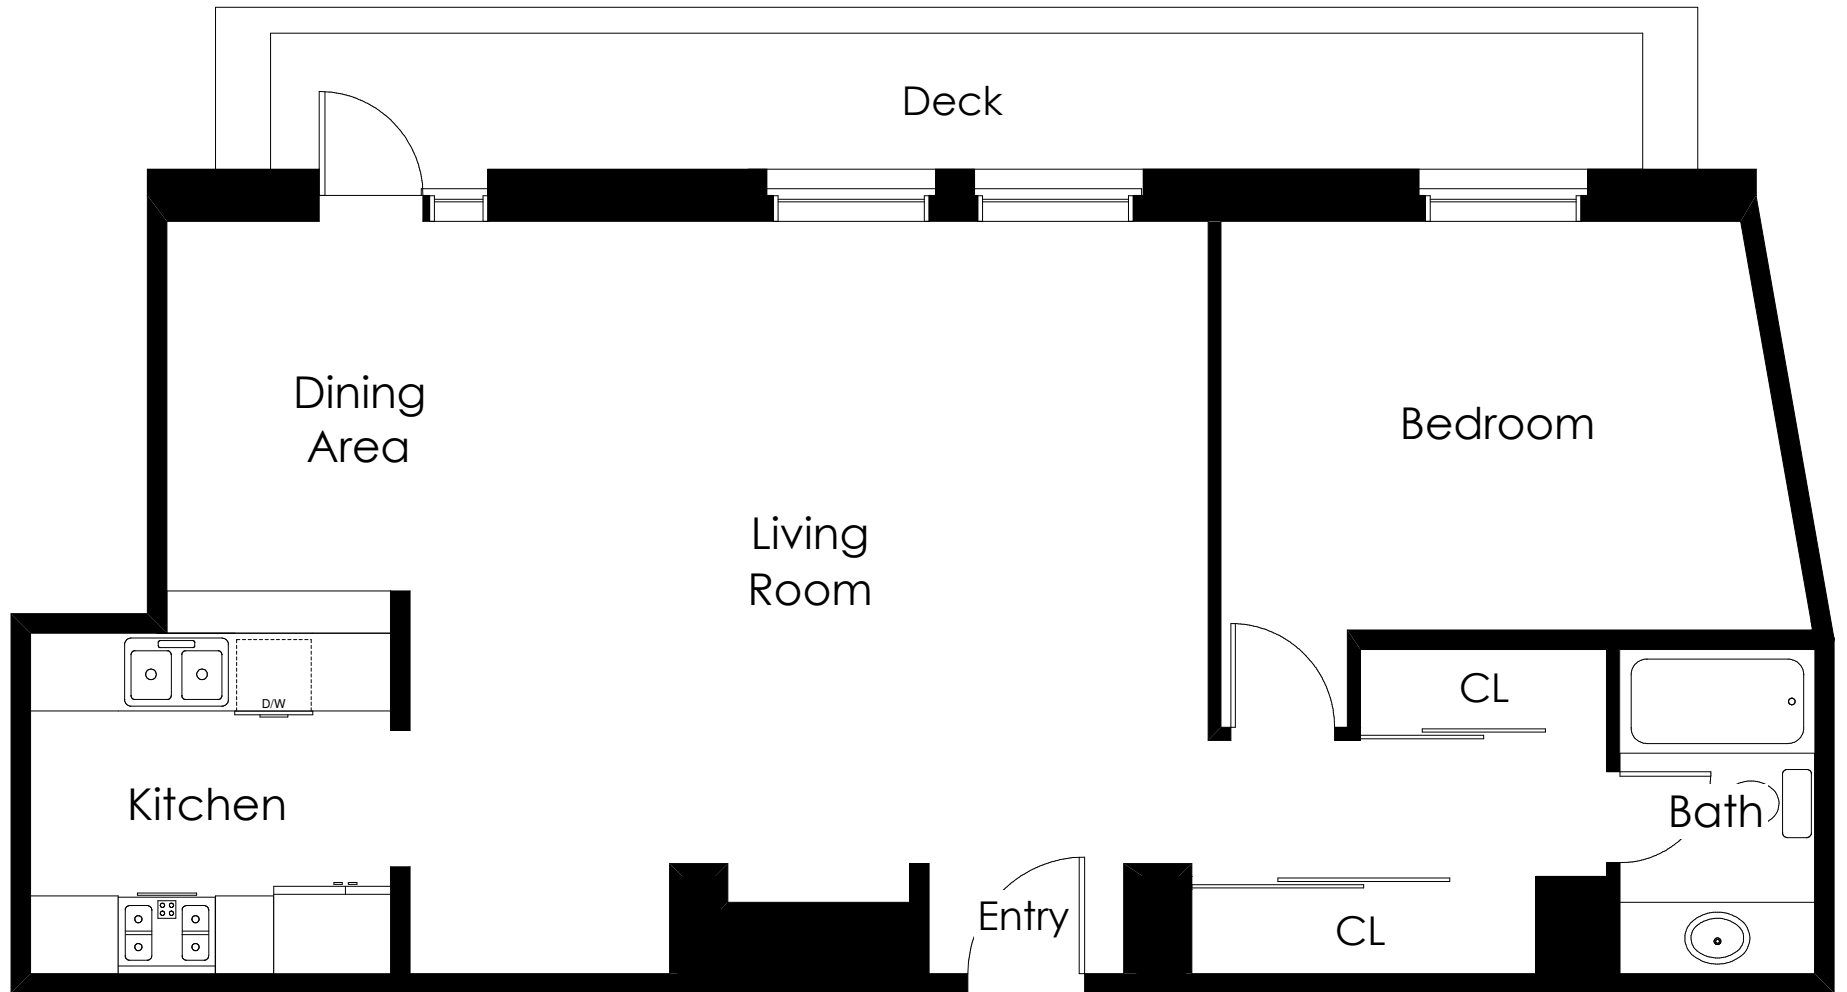 Deck
Dining
Area
Bedroom
Living
Room
CL
D/W
Kitchen
Bath
Entry
CL